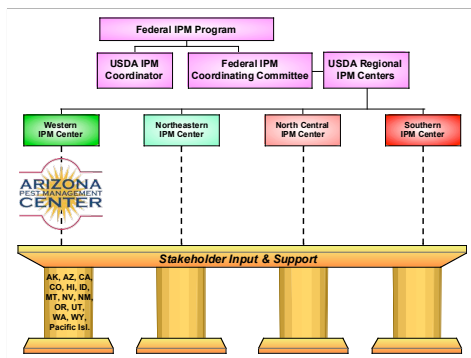 Federal IPM Program
USDA IPM
Coordinator
Federal IPM
Coordinating Committee
USDA Regional
IPM Centers
Western
IPM Center
Northeastern
IPM Center
North Central
IPM Center
Southern
IPM Center
ARIZONA
PEST MANAGEMENT
CENTER
Stakeholder Input & Support
AK, AZ, CA,
CO, HI, ID,
MT, NV, NM,
OR, UT,
WA, WY,
Pacific Isl.